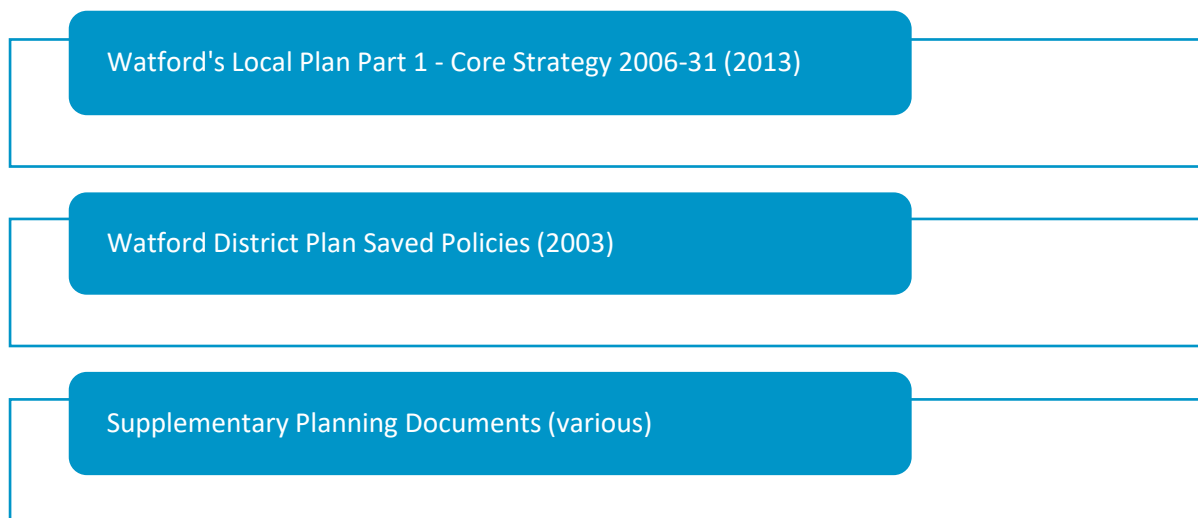 Watford's Local Plan Part 1 - Core Strategy 2006-31 (2013)
Watford District Plan Saved Policies (2003)
Supplementary Planning Documents (various)